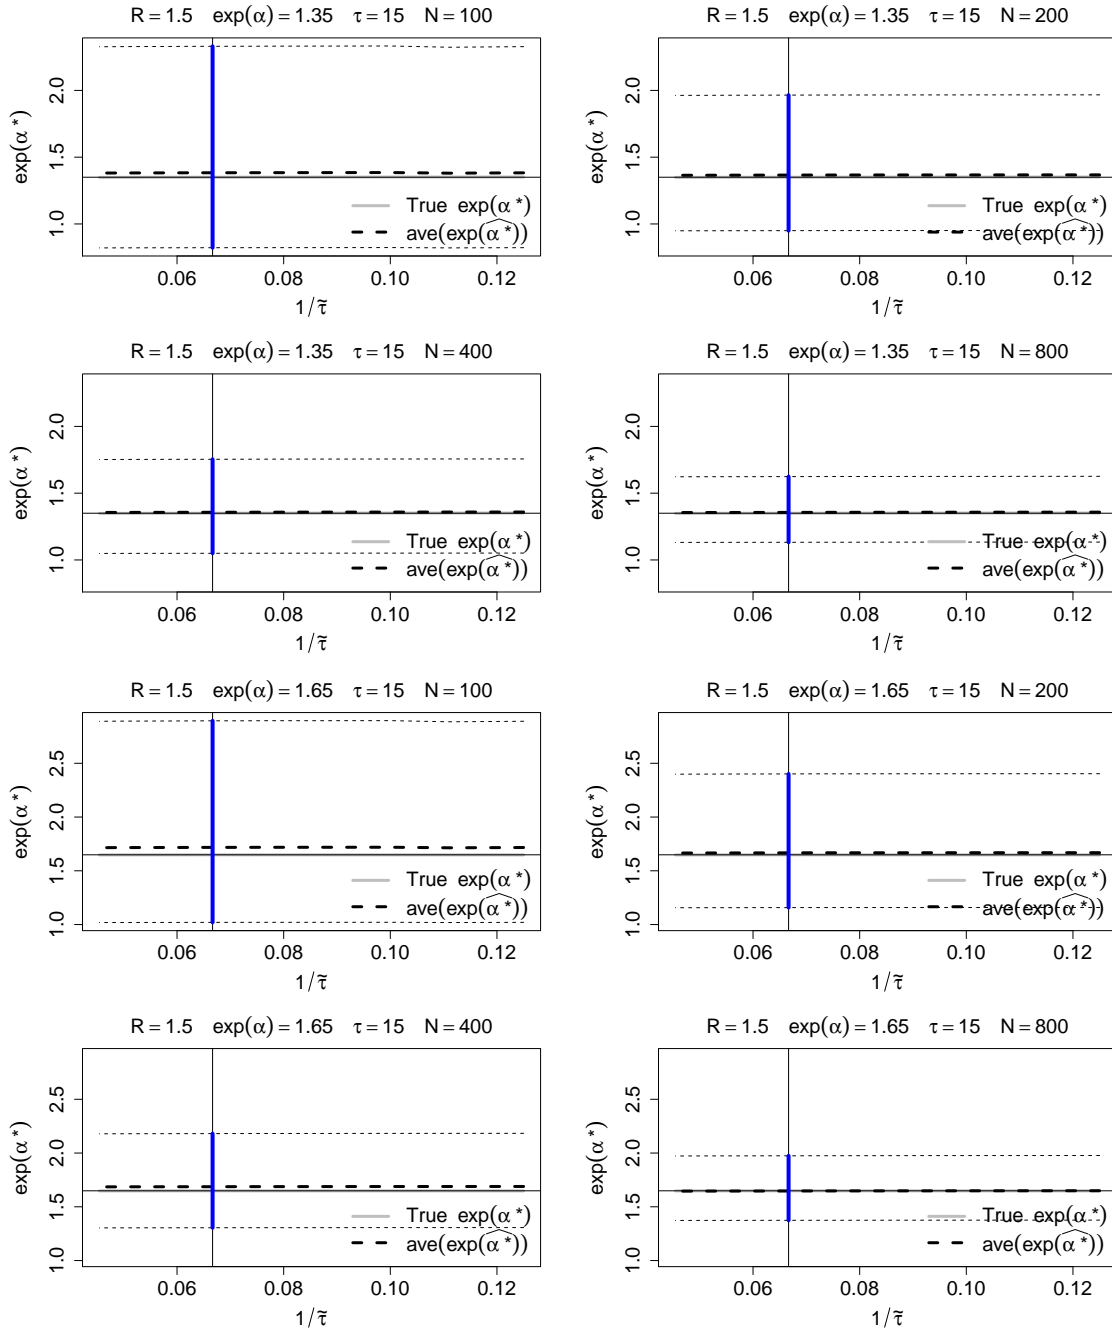 R = 1.5 exp(α) = 1.35 τ = 15 N = 100
exp(α*)
2.0
1.5
1.0
True exp(α*)
ave(exp(α̂*))
0.06 0.08 0.10 0.12
1/τ̃
R = 1.5 exp(α) = 1.35 τ = 15 N = 200
exp(α*)
2.0
1.5
1.0
True exp(α*)
ave(exp(α̂*))
0.06 0.08 0.10 0.12
1/τ̃
R = 1.5 exp(α) = 1.35 τ = 15 N = 400
exp(α*)
2.0
1.5
1.0
True exp(α*)
ave(exp(α̂*))
0.06 0.08 0.10 0.12
1/τ̃
R = 1.5 exp(α) = 1.35 τ = 15 N = 800
exp(α*)
2.0
1.5
1.0
True exp(α*)
ave(exp(α̂*))
0.06 0.08 0.10 0.12
1/τ̃
R = 1.5 exp(α) = 1.65 τ = 15 N = 100
exp(α*)
2.5
2.0
1.5
1.0
True exp(α*)
ave(exp(α̂*))
0.06 0.08 0.10 0.12
1/τ̃
R = 1.5 exp(α) = 1.65 τ = 15 N = 200
exp(α*)
2.5
2.0
1.5
1.0
True exp(α*)
ave(exp(α̂*))
0.06 0.08 0.10 0.12
1/τ̃
R = 1.5 exp(α) = 1.65 τ = 15 N = 400
exp(α*)
2.5
2.0
1.5
1.0
True exp(α*)
ave(exp(α̂*))
0.06 0.08 0.10 0.12
1/τ̃
R = 1.5 exp(α) = 1.65 τ = 15 N = 800
exp(α*)
2.5
2.0
1.5
1.0
True exp(α*)
ave(exp(α̂*))
0.06 0.08 0.10 0.12
1/τ̃